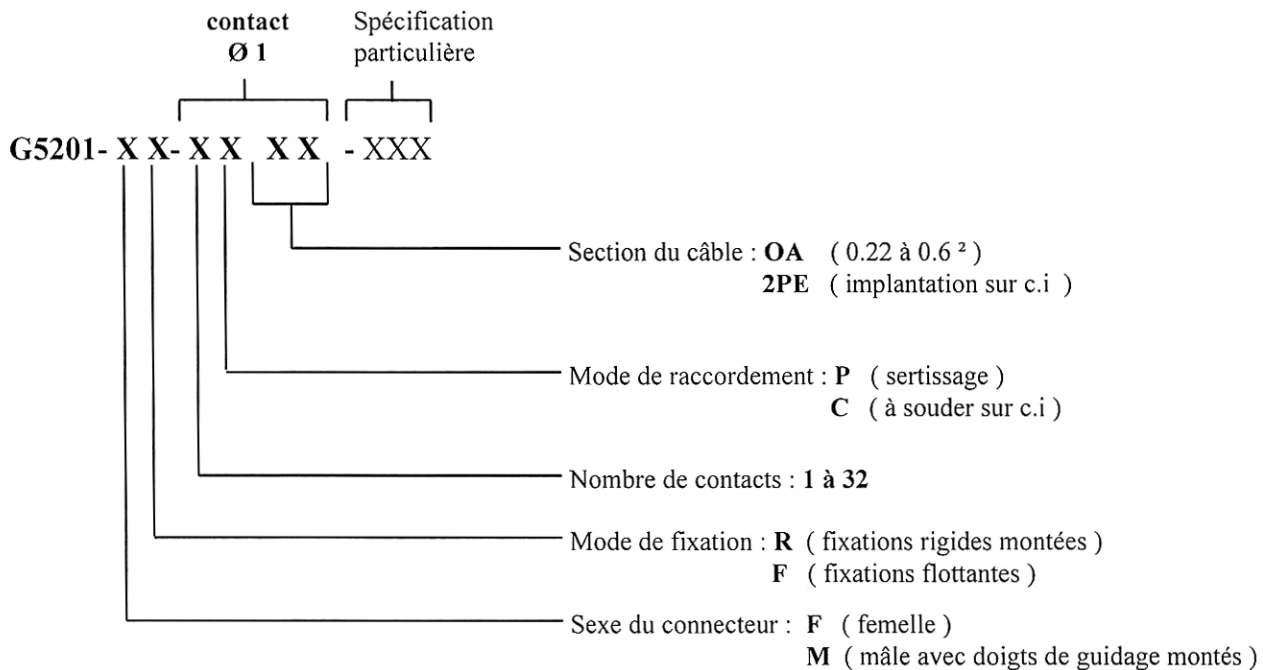 contact Spécification
Ø 1 particulière
G5201- X X- X X X X - XXX
Section du câble : OA ( 0.22 à 0.6 ² )
2PE ( implantation sur c.i )
Mode de raccordement : P ( sertissage )
C ( à souder sur c.i )
Nombre de contacts : 1 à 32
Mode de fixation : R ( fixations rigides montées )
F ( fixations flottantes )
Sexe du connecteur : F ( femelle )
M ( mâle avec doigts de guidage montés )